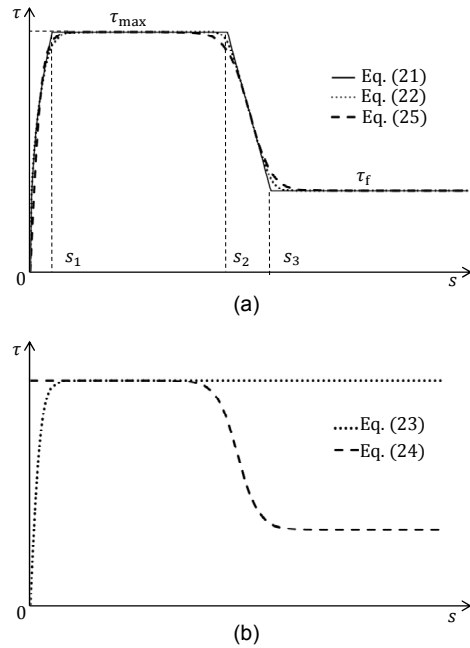 τ
τmax
Eq. (21)
Eq. (22)
Eq. (25)
τf
s1 s2 s3
0 s
(a)
τ
Eq. (23)
Eq. (24)
0 s
(b)